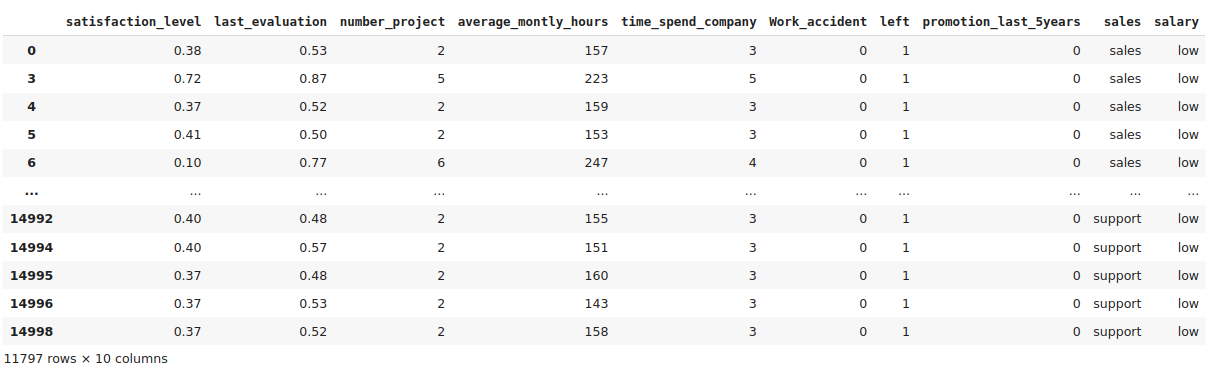 satisfaction_level last_evaluation number_project average_montly_hours time_spend_company Work_accident left promotion_last_5years sales salary
0 0.38 0.53 2 157 3 0 1 0 sales low
3 0.72 0.87 5 223 5 0 1 0 sales low
4 0.37 0.52 2 159 3 0 1 0 sales low
5 0.41 0.50 2 153 3 0 1 0 sales low
6 0.10 0.77 6 247 4 0 1 0 sales low
... ... ... ... ... ... ... ... ... ... ...
14992 0.40 0.48 2 155 3 0 1 0 support low
14994 0.40 0.57 2 151 3 0 1 0 support low
14995 0.37 0.48 2 160 3 0 1 0 support low
14996 0.37 0.53 2 143 3 0 1 0 support low
14998 0.37 0.52 2 158 3 0 1 0 support low
11797 rows × 10 columns